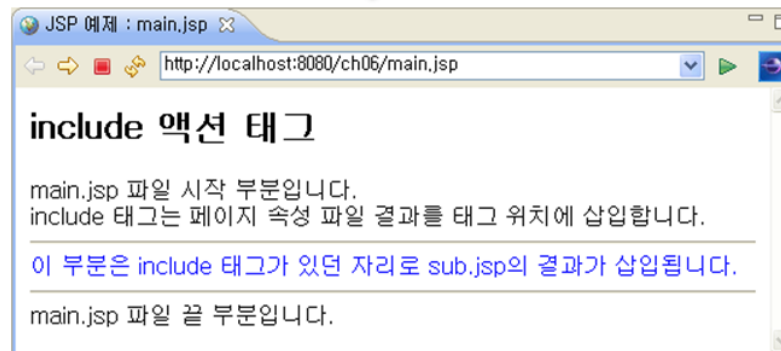 JSP 예제 : main.jsp
http://localhost:8080/ch06/main.jsp
include 액션 태그
main.jsp 파일 시작 부분입니다.
include 태그는 페이지 속성 파일 결과를 태그 위치에 삽입합니다.
이 부분은 include 태그가 있던 자리로 sub.jsp의 결과가 삽입됩니다.
main.jsp 파일 끝 부분입니다.